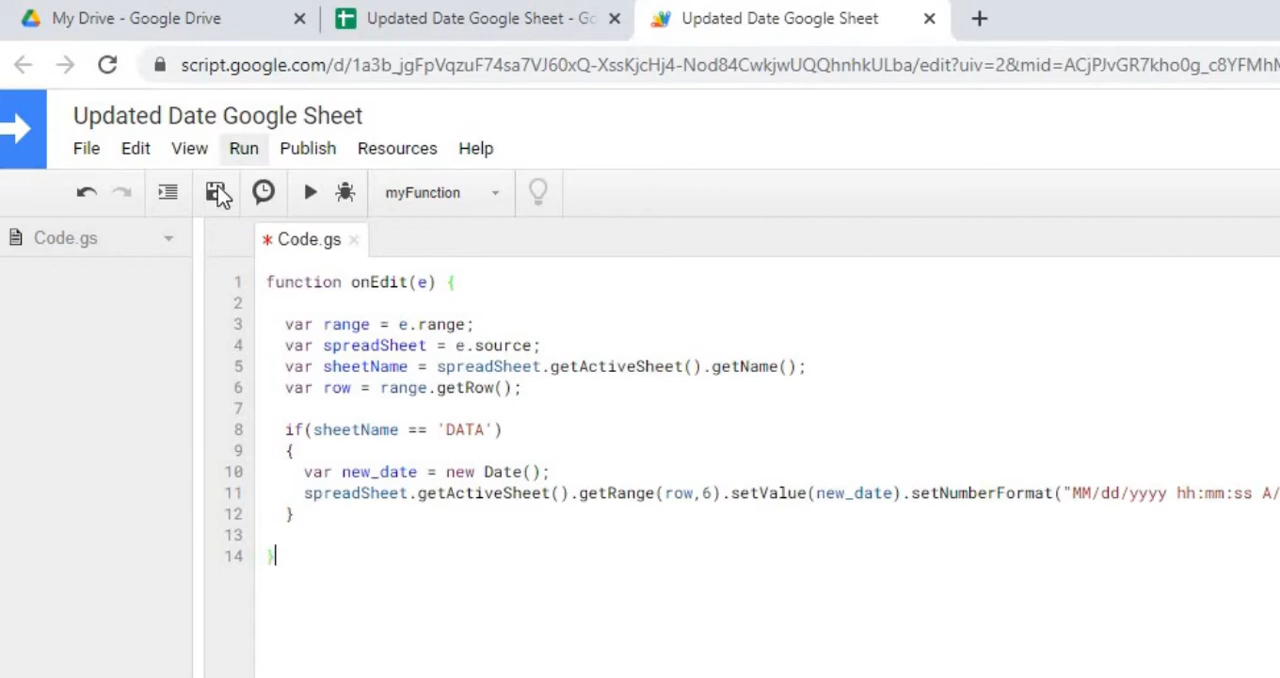 My Drive - Google Drive
Updated Date Google Sheet - Go
Updated Date Google Sheet
script.google.com/d/1a3b_jgFpVqzuF74sa7VJ60xQ-XssKjcHj4-Nod84CwkjwUQQhnhkULba/edit?uiv=2&mid=ACjPJvGR7kho0g_c8YFMhM
Updated Date Google Sheet
File Edit View Run Publish Resources Help
myFunction
Code.gs
* Code.gs
1 function onEdit(e) {
2
3 var range = e.range;
4 var spreadSheet = e.source;
5 var sheetName = spreadSheet.getActiveSheet().getName();
6 var row = range.getRow();
7
8 if(sheetName == 'DATA')
9 {
10 var new_date = new Date();
11 spreadSheet.getActiveSheet().getRange(row,6).setValue(new_date).setNumberFormat("MM/dd/yyyy hh:mm:ss A/
12 }
13
14 }